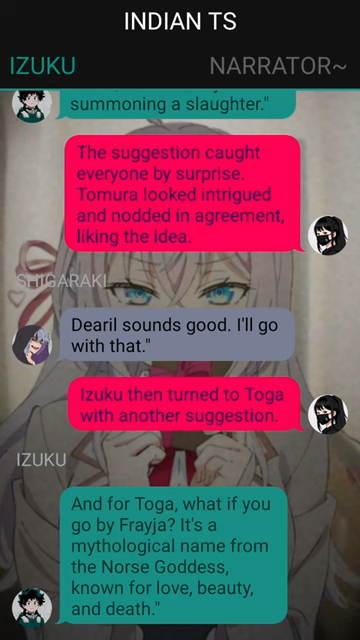 INDIAN TS
IZUKU NARRATOR~
summoning a slaughter."
The suggestion caught
everyone by surprise.
Tomura looked intrigued
and nodded in agreement,
liking the idea.
SHIGARAKI
Dearil sounds good. I'll go
with that."
Izuku then turned to Toga
with another suggestion.
IZUKU
And for Toga, what if you
go by Frayja? It's a
mythological name from
the Norse Goddess,
known for love, beauty,
and death."